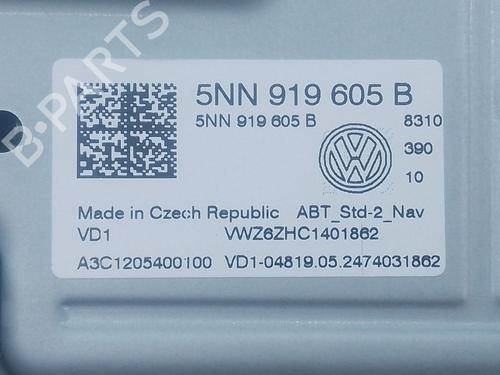 B-PARTS
5NN 919 605 B
5NN 919 605 B 8310
390
10
Made in Czech Republic ABT_Std-2_Nav
VD1 VWZ6ZHC1401862
A3C1205400100 VD1-04819.05.2474031862